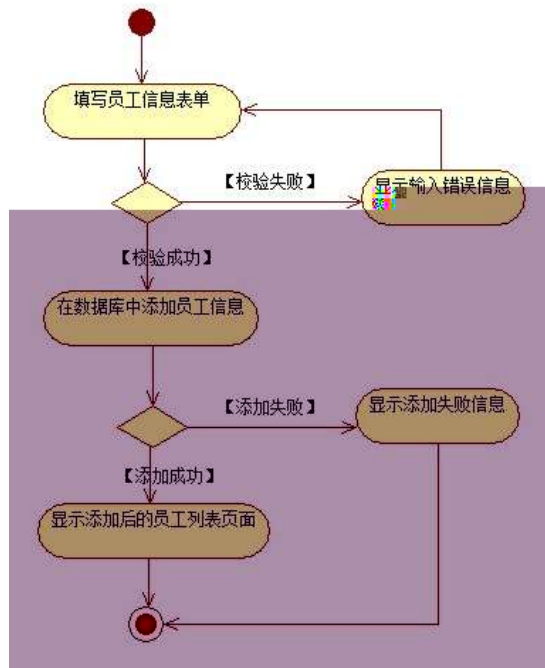 填写员工信息表单
【校验失败】
显示输入错误信息
【校验成功】
在数据库中添加员工信息
【添加失败】
显示添加失败信息
【添加成功】
显示添加后的员工列表页面